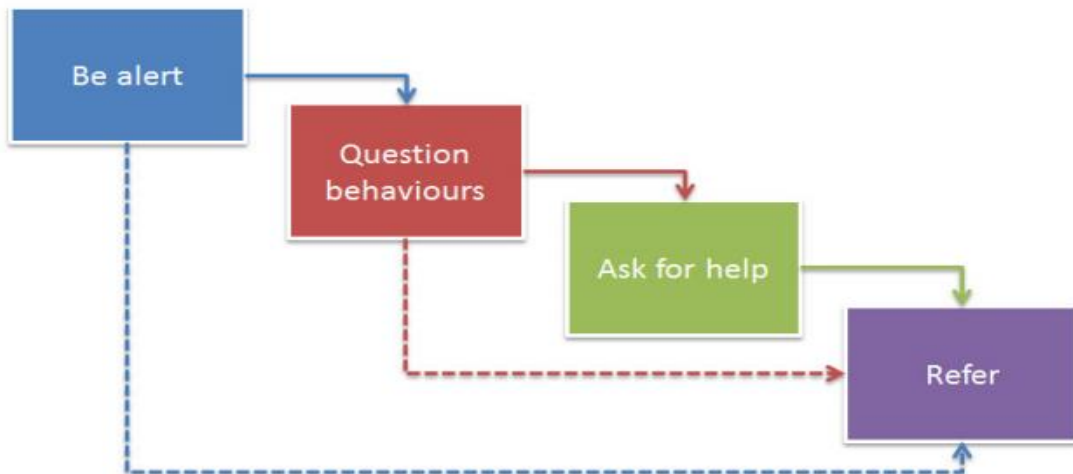 Be alert
Question
behaviours
Ask for help
Refer